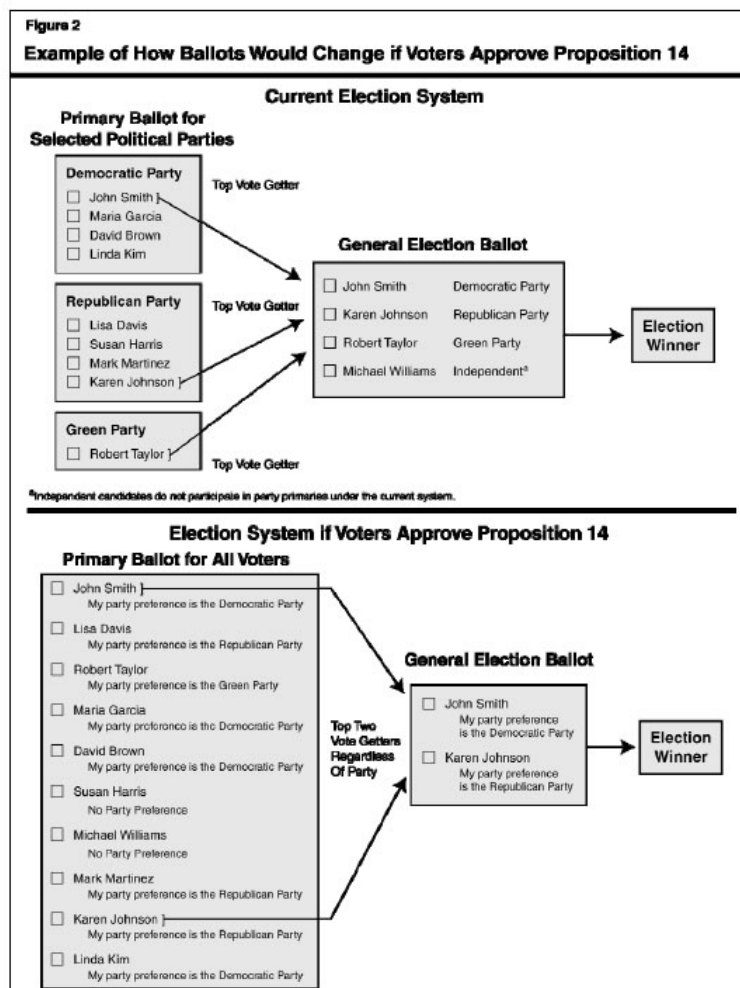 Figure 2
Example of How Ballots Would Change if Voters Approve Proposition 14
Current Election System
Primary Ballot for
Selected Political Parties
Democratic Party
John Smith
Maria Garcia
David Brown
Linda Kim
Top Vote Getter
Republican Party
Lisa Davis
Susan Harris
Mark Martinez
Karen Johnson
Top Vote Getter
Green Party
Robert Taylor
Top Vote Getter
General Election Ballot
John Smith Democratic Party
Karen Johnson Republican Party
Robert Taylor Green Party
Michael Williams Independentᵃ
Election
Winner
ᵃIndependent candidates do not participate in party primaries under the current system.
Election System if Voters Approve Proposition 14
Primary Ballot for All Voters
John Smith
My party preference is the Democratic Party
Lisa Davis
My party preference is the Republican Party
Robert Taylor
My party preference is the Green Party
Maria Garcia
My party preference is the Democratic Party
David Brown
My party preference is the Democratic Party
Susan Harris
No Party Preference
Michael Williams
No Party Preference
Mark Martinez
My party preference is the Republican Party
Karen Johnson
My party preference is the Republican Party
Linda Kim
My party preference is the Democratic Party
Top Two
Vote Getters
Regardless
Of Party
General Election Ballot
John Smith
My party preference
is the Democratic Party
Karen Johnson
My party preference
is the Republican Party
Election
Winner